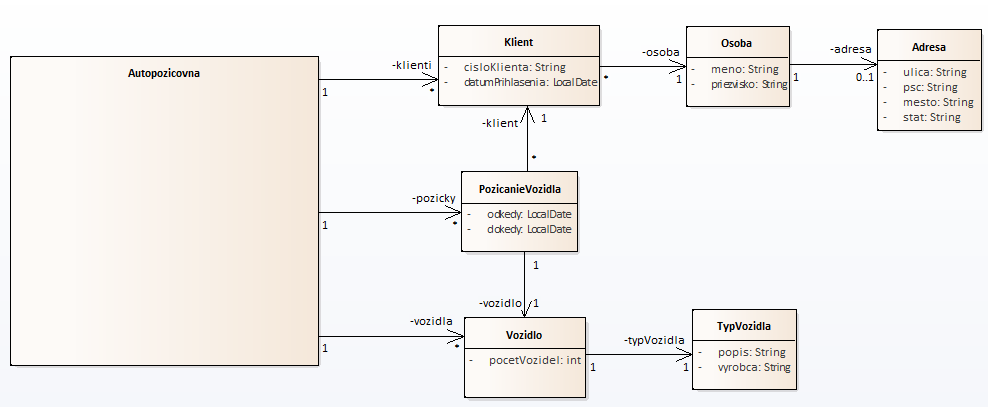 Autopozicovna
-klienti
1
*
Klient
- cisloKlienta: String
- datumPrihlasenia: LocalDate
-osoba
*
1
Osoba
- meno: String
- priezvisko: String
-adresa
1
0..1
Adresa
- ulica: String
- psc: String
- mesto: String
- stat: String
-klient
1
*
-pozicky
1
*
PozicanieVozidla
- odkedy: LocalDate
- dokedy: LocalDate
1
-vozidlo
1
-vozidla
1
*
Vozidlo
- pocetVozidel: int
-typVozidla
1
1
TypVozidla
- popis: String
- vyrobca: String